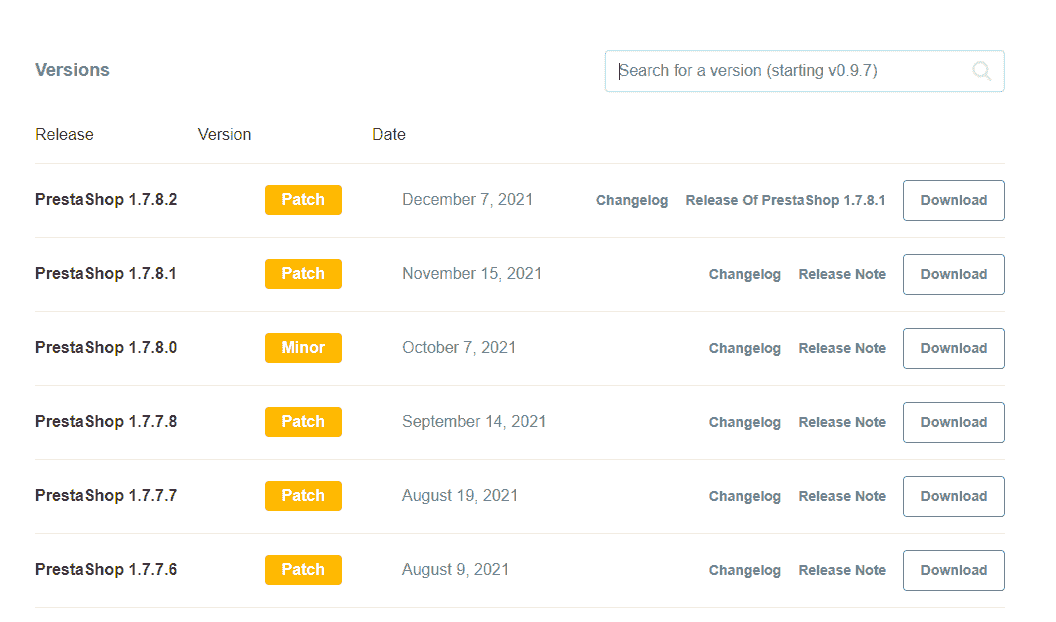 Versions Search for a version (starting v0.9.7)
Release Version Date
PrestaShop 1.7.8.2 Patch December 7, 2021 Changelog Release Of PrestaShop 1.7.8.1 Download
PrestaShop 1.7.8.1 Patch November 15, 2021 Changelog Release Note Download
PrestaShop 1.7.8.0 Minor October 7, 2021 Changelog Release Note Download
PrestaShop 1.7.7.8 Patch September 14, 2021 Changelog Release Note Download
PrestaShop 1.7.7.7 Patch August 19, 2021 Changelog Release Note Download
PrestaShop 1.7.7.6 Patch August 9, 2021 Changelog Release Note Download